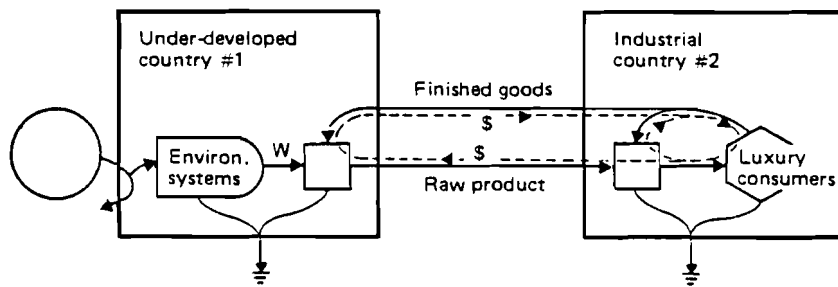 Under-developed
country #1
Industrial
country #2
Finished goods
$
$
W
Environ.
systems
Raw product
Luxury
consumers